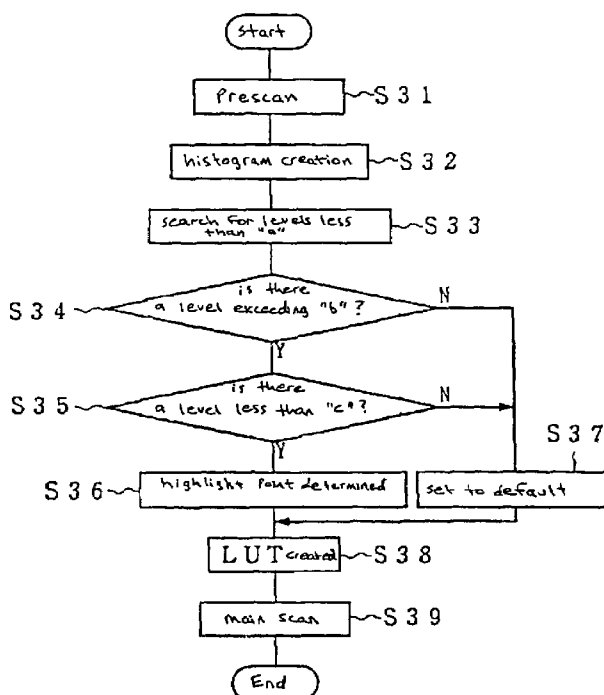 start
Prescan
S31
histogram creation
S32
search for levels less
than "a"
S33
is there
a level exceeding "b"?
S34
N
Y
is there
a level less than "c"?
S35
N
Y
S37
S36
highlight Point determined
set to default
LUT created
S38
main scan
S39
End